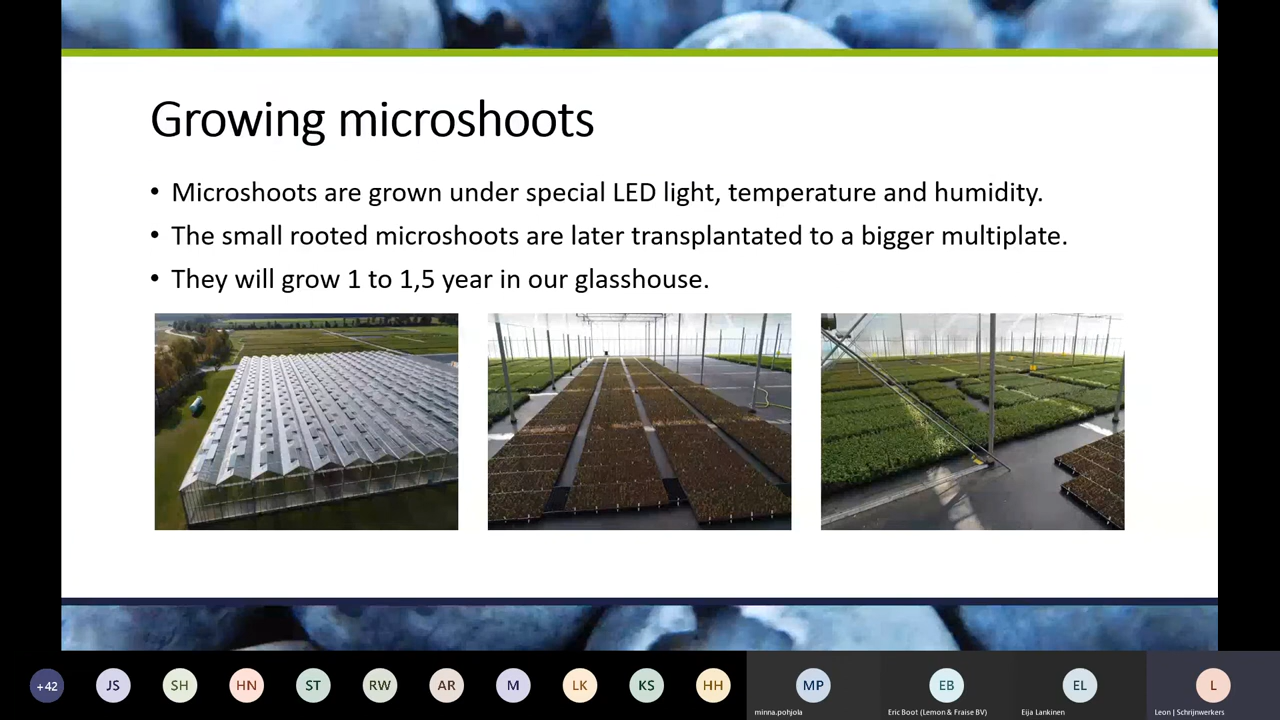 Growing microshoots
• Microshoots are grown under special LED light, temperature and humidity.
• The small rooted microshoots are later transplantated to a bigger multiplate.
• They will grow 1 to 1,5 year in our glasshouse.
+42
JS
SH
HN
ST
RW
AR
M
LK
KS
HH
MP
EB
EL
L
minna.pohjola
Eric Boot (Lemon & Fraise BV)
Eija Lankinen
Leon | Schrijnwerkers